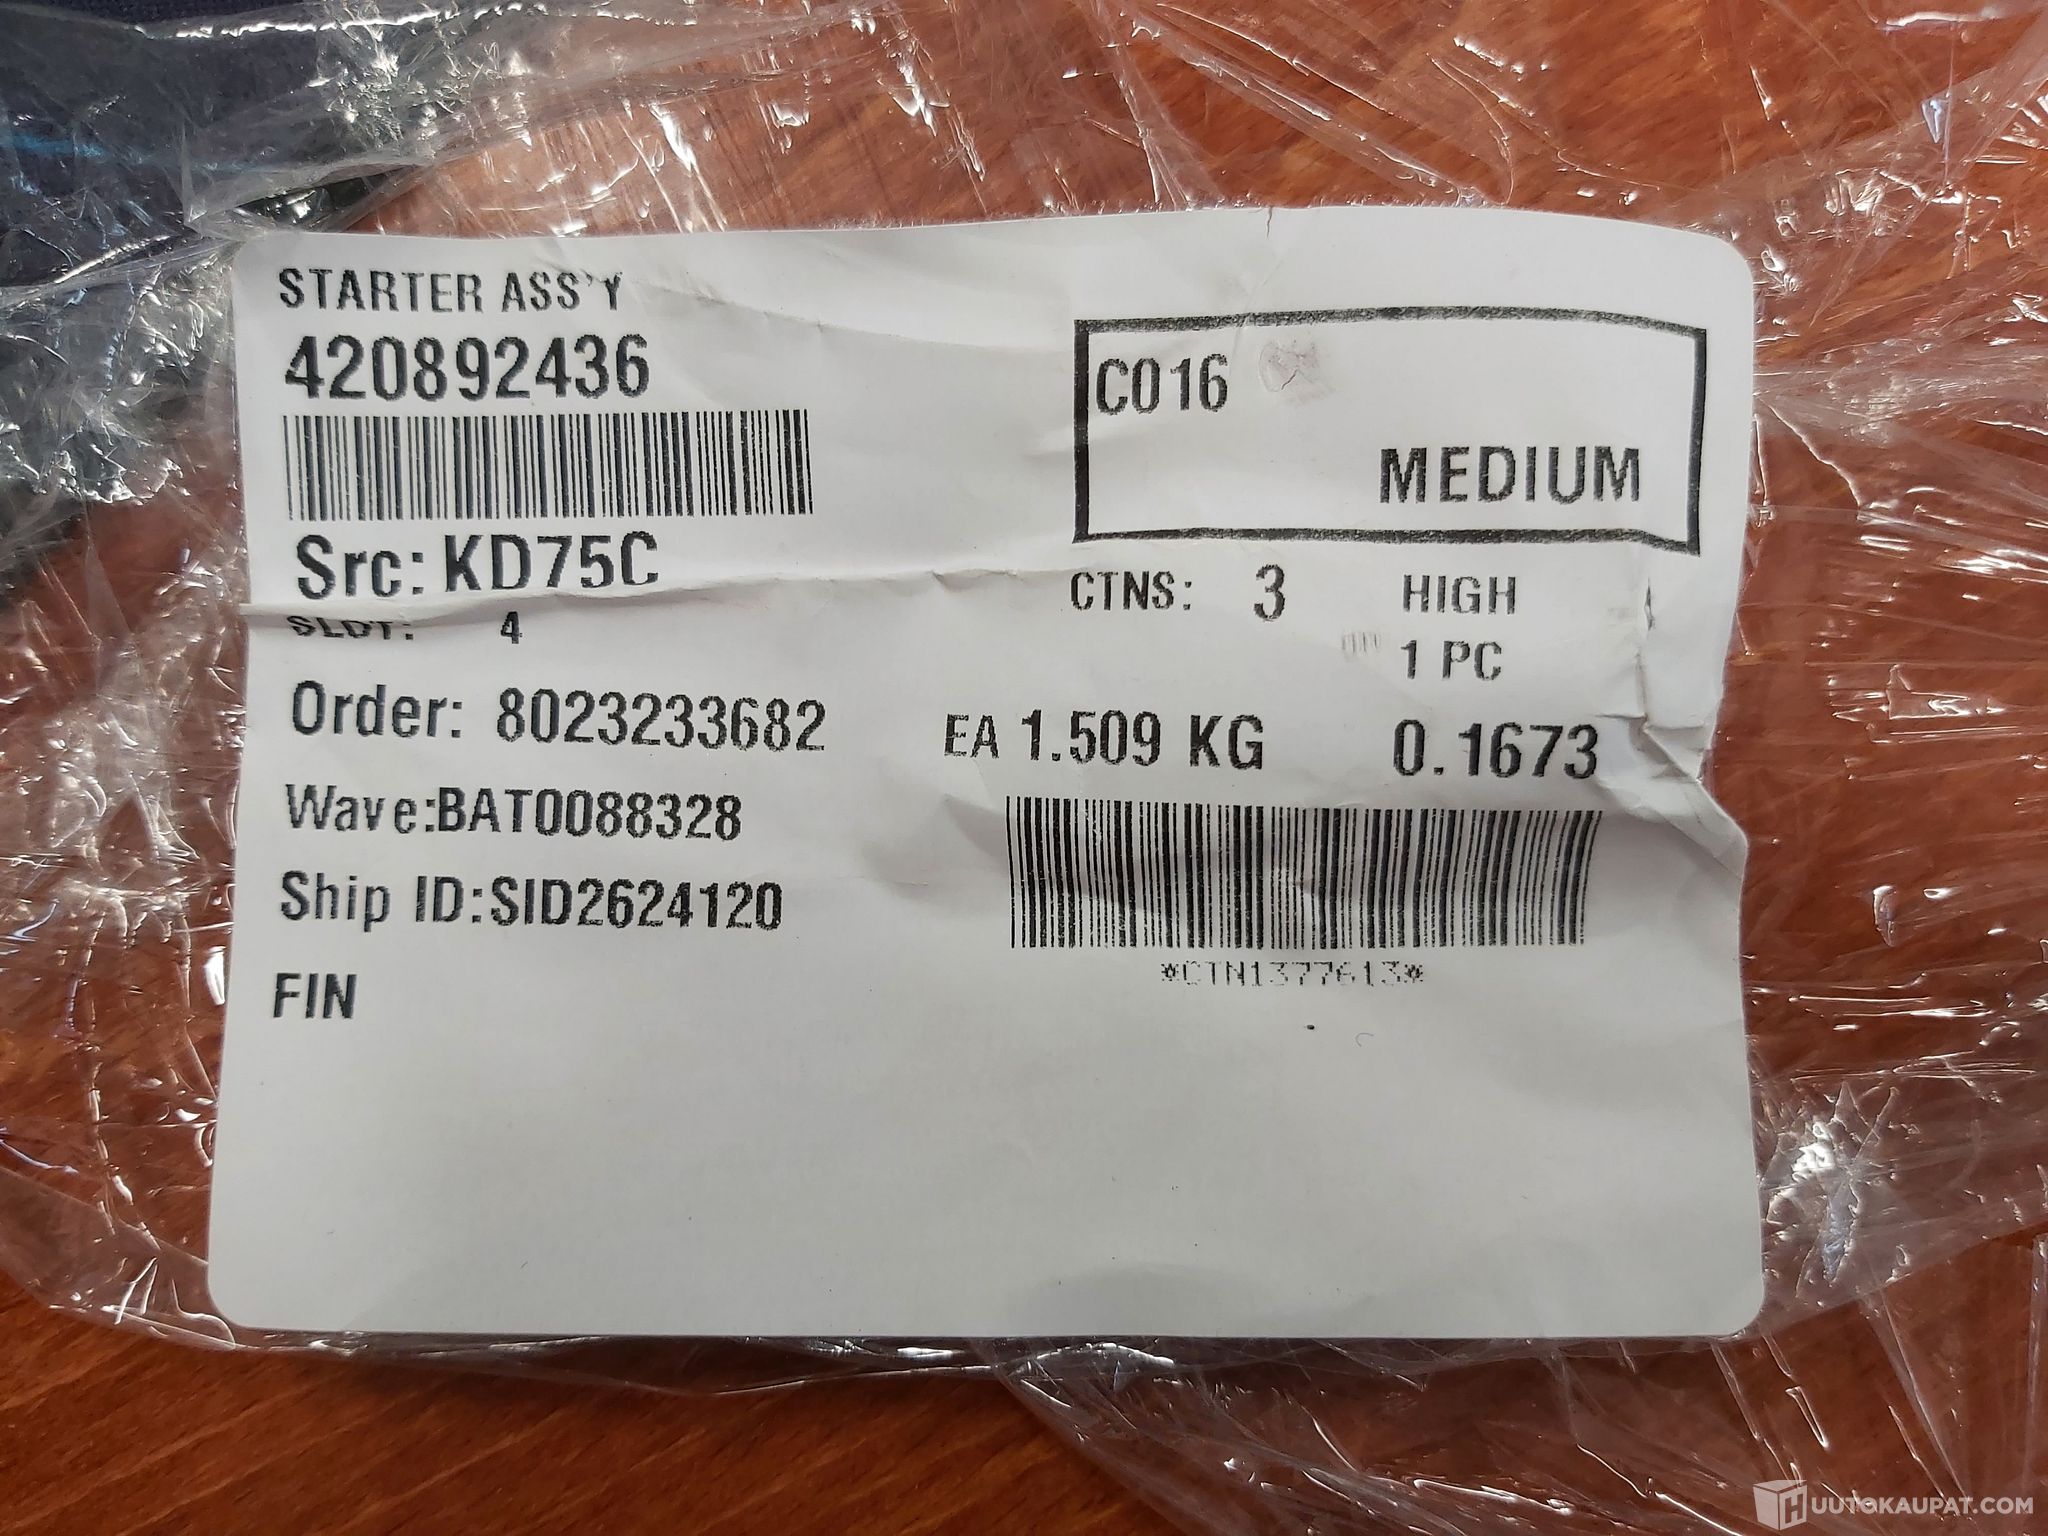 STARTER ASS'Y
420892436
Src: KD75C
SLOT: 4
Order: 8023233682
Wave:BAT0088328
Ship ID:SID2624120
FIN
C016
MEDIUM
CTNS: 3 HIGH
1 PC
EA 1.509 KG 0.1673
*CTN1377613*
HUUTOKAUPAT.COM